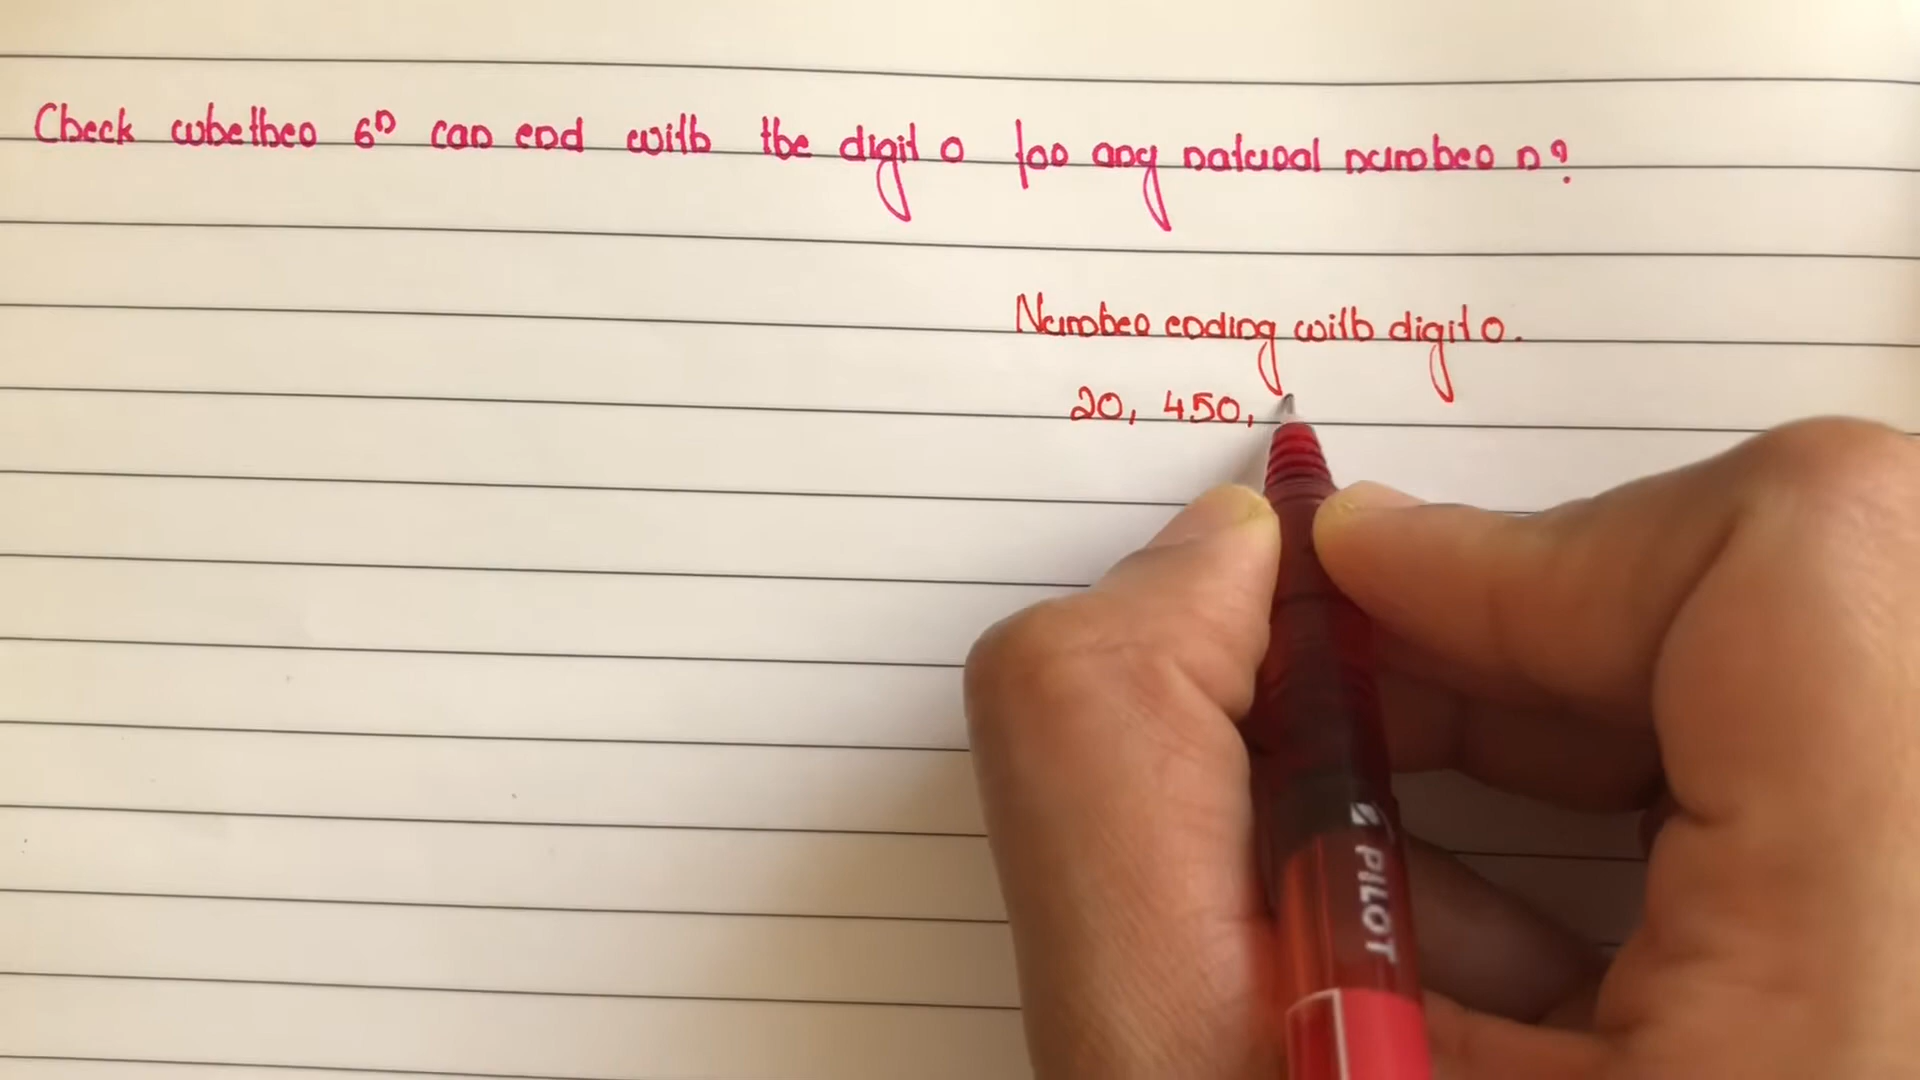 Check whether 6ⁿ can end with the digit 0 for any natural number n?
Number ending with digit 0.
20, 450,
PILOT